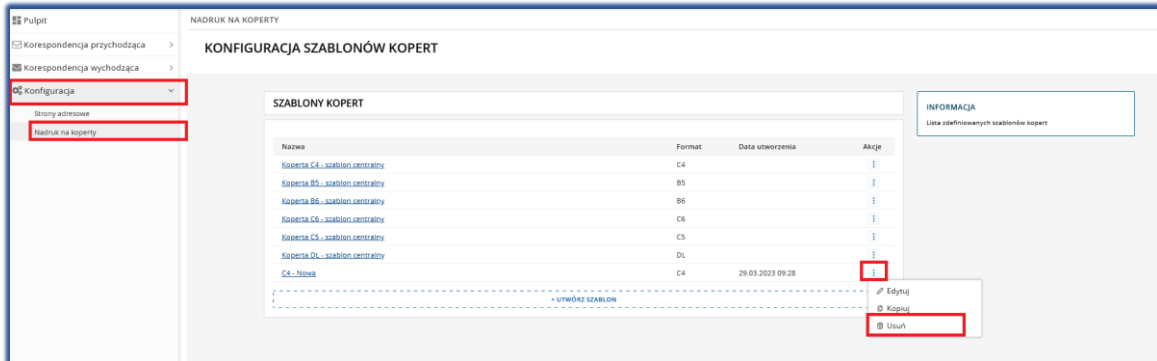 Pulpit
NADRUK NA KOPERTY
Korespondencja przychodząca
KONFIGURACJA SZABLONÓW KOPERT
Korespondencja wychodząca
Konfiguracja
Strony adresowe
Nadruk na koperty
SZABLONY KOPERT
INFORMACJA
Lista zdefiniowanych szablonów kopert
Nazwa Format Data utworzenia Akcje
Koperta C4 - szablon centralny C4
Koperta B5 - szablon centralny B5
Koperta B6 - szablon centralny B6
Koperta C6 - szablon centralny C6
Koperta C5 - szablon centralny C5
Koperta DL - szablon centralny DL
C4 - Nowa C4 29.03.2023 09:28
+ UTWÓRZ SZABLON
Edytuj
Kopiuj
Usuń